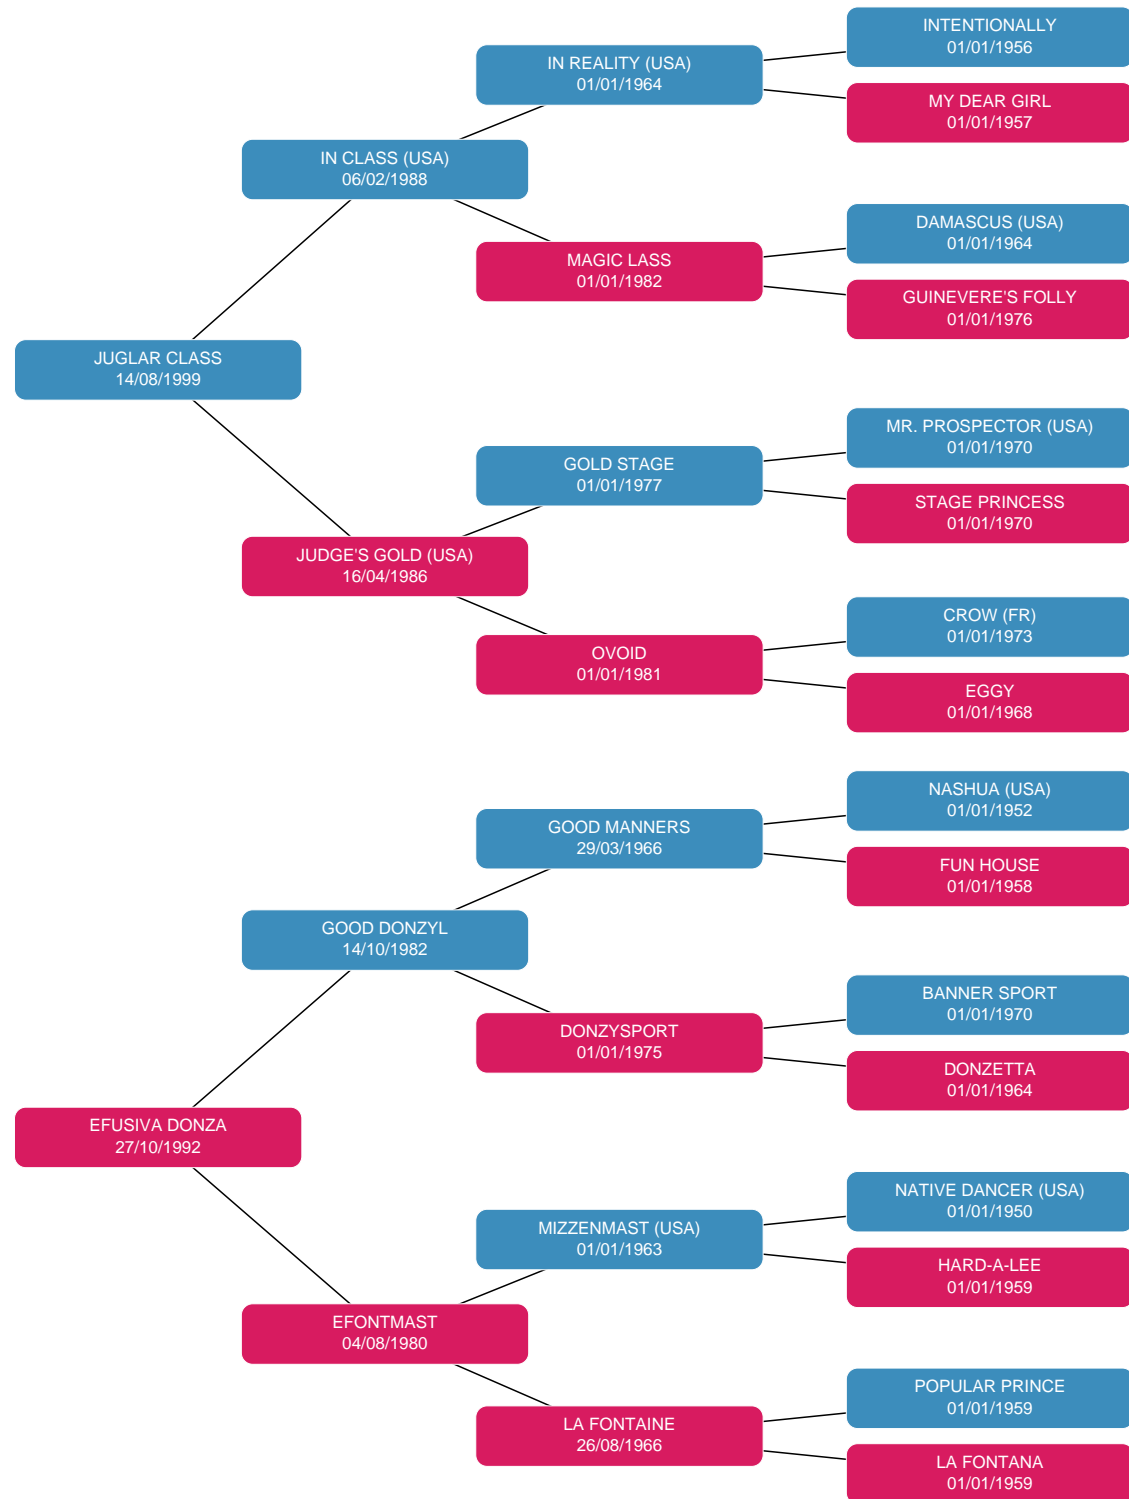 INTENTIONALLY
01/01/1956
IN REALITY (USA)
01/01/1964
MY DEAR GIRL
01/01/1957
IN CLASS (USA)
06/02/1988
DAMASCUS (USA)
01/01/1964
MAGIC LASS
01/01/1982
GUINEVERE'S FOLLY
01/01/1976
JUGLAR CLASS
14/08/1999
MR. PROSPECTOR (USA)
01/01/1970
GOLD STAGE
01/01/1977
STAGE PRINCESS
01/01/1970
JUDGE'S GOLD (USA)
16/04/1986
CROW (FR)
01/01/1973
OVOID
01/01/1981
EGGY
01/01/1968
NASHUA (USA)
01/01/1952
GOOD MANNERS
29/03/1966
FUN HOUSE
01/01/1958
GOOD DONZYL
14/10/1982
BANNER SPORT
01/01/1970
DONZYSPORT
01/01/1975
DONZETTA
01/01/1964
EFUSIVA DONZA
27/10/1992
NATIVE DANCER (USA)
01/01/1950
MIZZENMAST (USA)
01/01/1963
HARD-A-LEE
01/01/1959
EFONTMAST
04/08/1980
POPULAR PRINCE
01/01/1959
LA FONTAINE
26/08/1966
LA FONTANA
01/01/1959